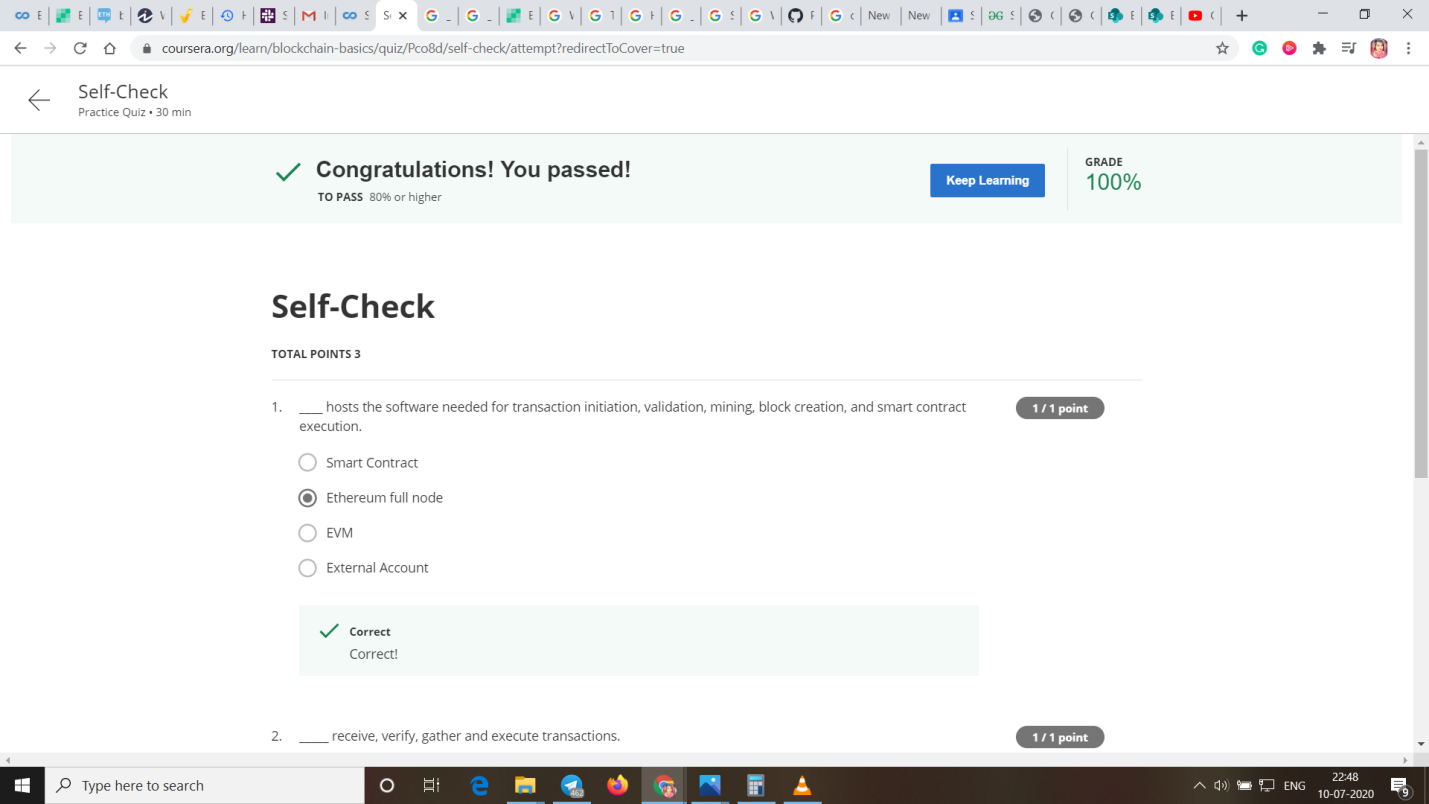 coursera.org/learn/blockchain-basics/quiz/Pco8d/self-check/attempt?redirectToCover=true
Self-Check
Practice Quiz • 30 min
Congratulations! You passed!
TO PASS 80% or higher
Keep Learning
GRADE
100%
Self-Check
TOTAL POINTS 3
1. ____ hosts the software needed for transaction initiation, validation, mining, block creation, and smart contract
execution.
1 / 1 point
Smart Contract
Ethereum full node
EVM
External Account
Correct
Correct!
2. _____ receive, verify, gather and execute transactions.
1 / 1 point
Type here to search
462
ENG
22:48
10-07-2020
9